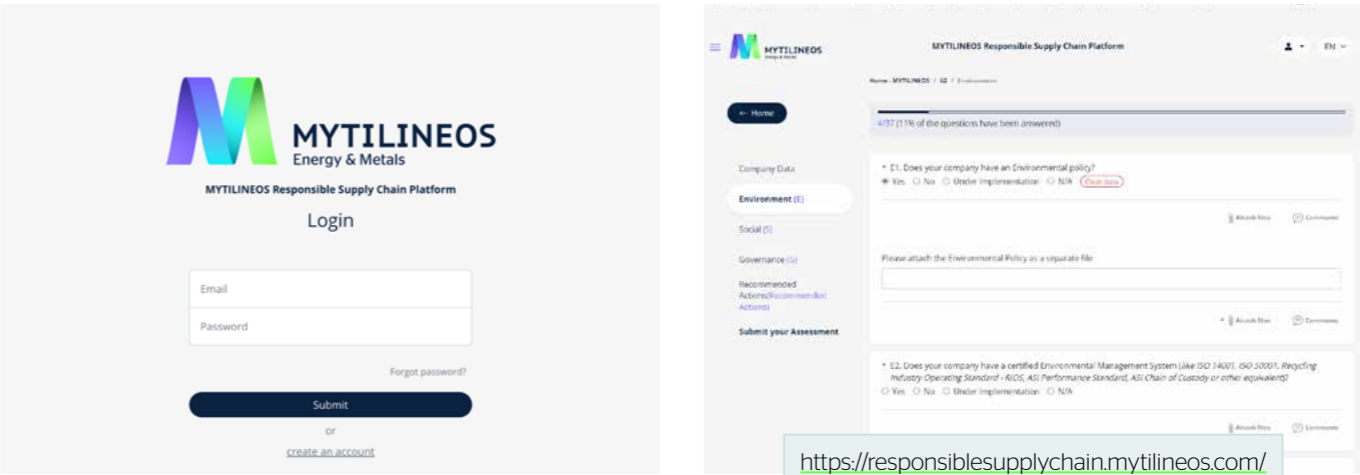 MYTILINEOS
Energy & Metals
MYTILINEOS Responsible Supply Chain Platform
Login
Email
Password
Forgot password?
Submit
or
create an account
MYTILINEOS
Energy & Metals
MYTILINEOS Responsible Supply Chain Platform
EN
Home - MYTILINEOS / G2 / Environment
← Home
4/37 (11% of the questions have been answered)
Company Data
Environment (E)
Social (S)
Governance (G)
Recommended
Actions(Recommended
Actions)
Submit your Assessment
* E1. Does your company have an Environmental policy?
Yes No Under Implementation N/A Clear data
Attach files Comments
Please attach the Environmental Policy as a separate file
* Attach files Comments
* E2. Does your company have a certified Environmental Management System (like ISO 14001, ISO 50001, Recycling
Industry Operating Standard - RIOS, ASI Performance Standard, ASI Chain of Custody or other equivalent)?
Yes No Under Implementation N/A
Attach files Comments
https://responsiblesupplychain.mytilineos.com/